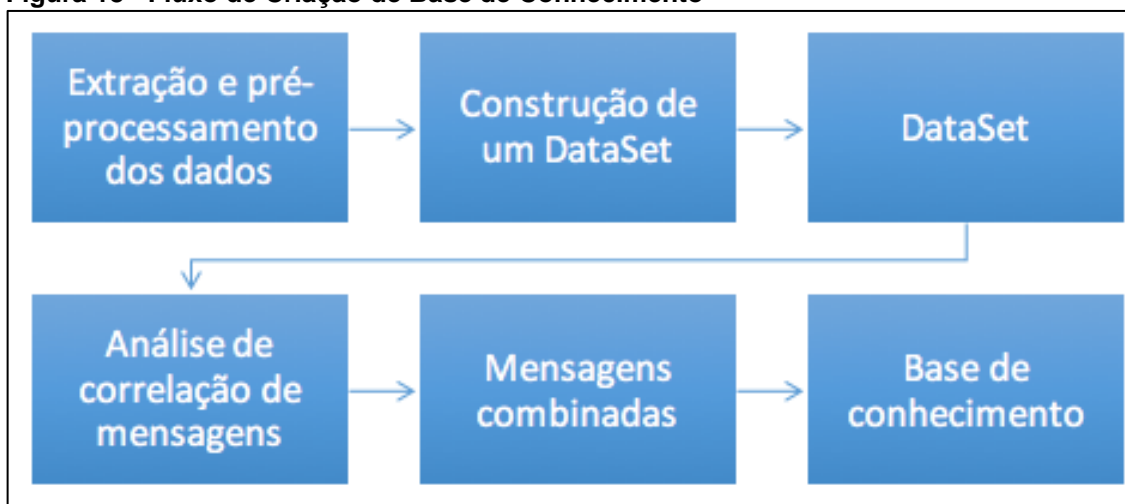 Extração e pré-
processamento
dos dados
Construção de
um DataSet
DataSet
Análise de
correlação de
mensagens
Mensagens
combinadas
Base de
conhecimento